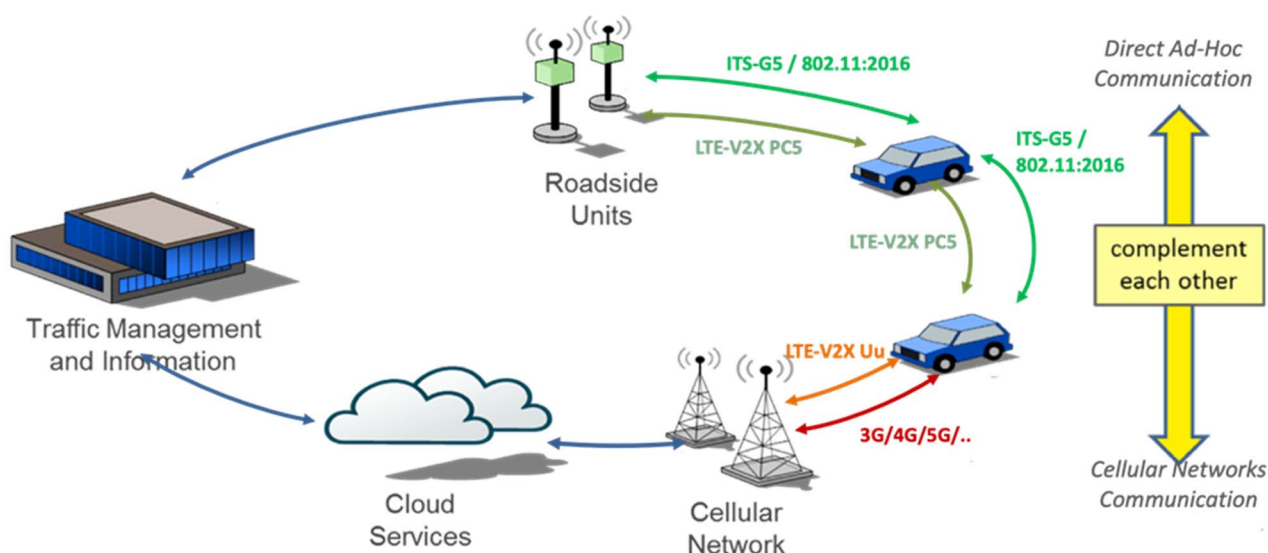 Direct Ad-Hoc
Communication
ITS-G5 / 802.11:2016
LTE-V2X PC5
ITS-G5 /
802.11:2016
Roadside
Units
LTE-V2X PC5
complement
each other
Traffic Management
and Information
LTE-V2X Uu
3G/4G/5G/..
Cellular Networks
Communication
Cloud
Services
Cellular
Network